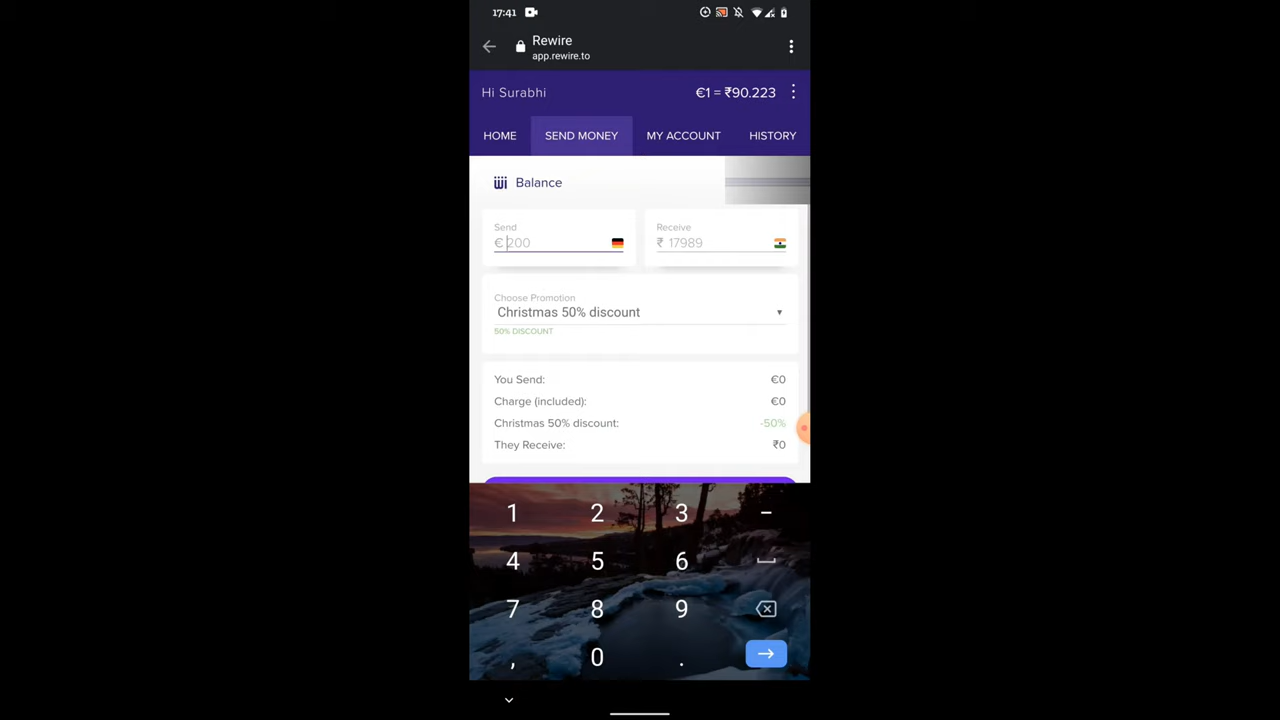 17:41
Rewire
app.rewire.to
Hi Surabhi
€1 = ₹90.223
HOME
SEND MONEY
MY ACCOUNT
HISTORY
Balance
Send
Receive
€ 200
₹ 17989
Choose Promotion
Christmas 50% discount
50% DISCOUNT
You Send: €0
Charge (included): €0
Christmas 50% discount: -50%
They Receive: ₹0
1 2 3 –
4 5 6
7 8 9
, 0 .